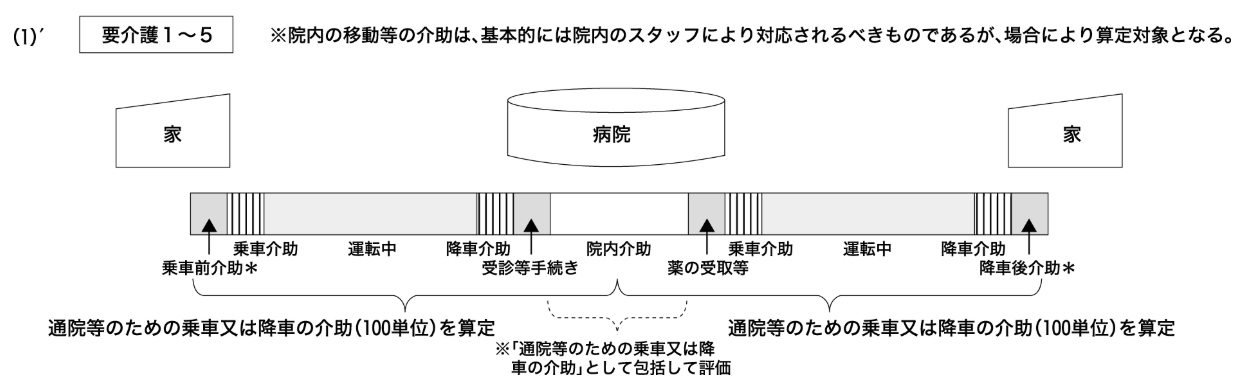 (1)´ 要介護1～5 ※院内の移動等の介助は、基本的には院内のスタッフにより対応されるべきものであるが、場合により算定対象となる。
家 病院 家
乗車介助 運転中 降車介助 院内介助 乗車介助 運転中 降車介助
乗車前介助＊ 受診等手続き 薬の受取等 降車後介助＊
通院等のための乗車又は降車の介助（100単位）を算定 通院等のための乗車又は降車の介助（100単位）を算定
※「通院等のための乗車又は降
車の介助」として包括して評価